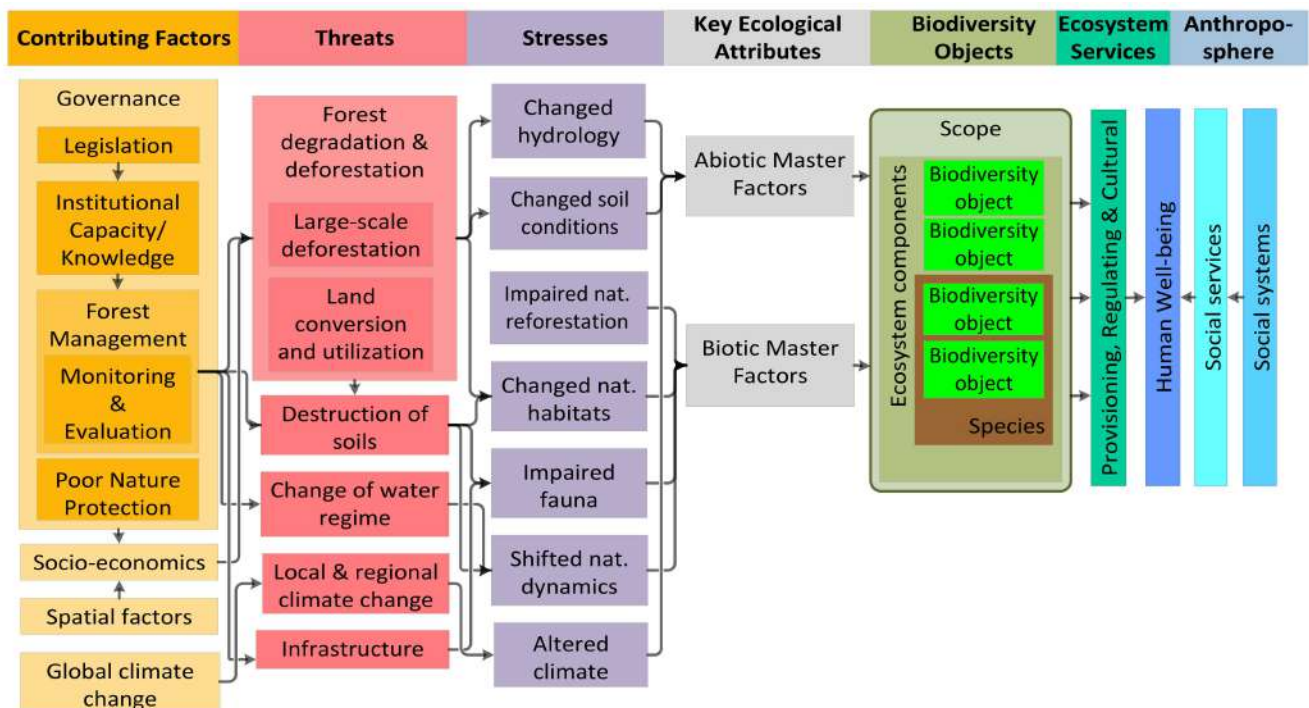 Contributing Factors
Threats
Stresses
Key Ecological
Attributes
Biodiversity
Objects
Ecosystem
Services
Anthropo-
sphere
Governance
Legislation
Institutional
Capacity/
Knowledge
Forest
Management
Monitoring
&
Evaluation
Poor Nature
Protection
Socio-economics
Spatial factors
Global climate
change
Forest
degradation &
deforestation
Large-scale
deforestation
Land
conversion
and utilization
Destruction of
soils
Change of water
regime
Local & regional
climate change
Infrastructure
Changed
hydrology
Changed soil
conditions
Impaired nat.
reforestation
Changed nat.
habitats
Impaired
fauna
Shifted nat.
dynamics
Altered
climate
Abiotic Master
Factors
Biotic Master
Factors
Scope
Ecosystem components
Biodiversity
object
Biodiversity
object
Biodiversity
object
Biodiversity
object
Species
Provisioning, Regulating & Cultural
Human Well-being
Social services
Social systems